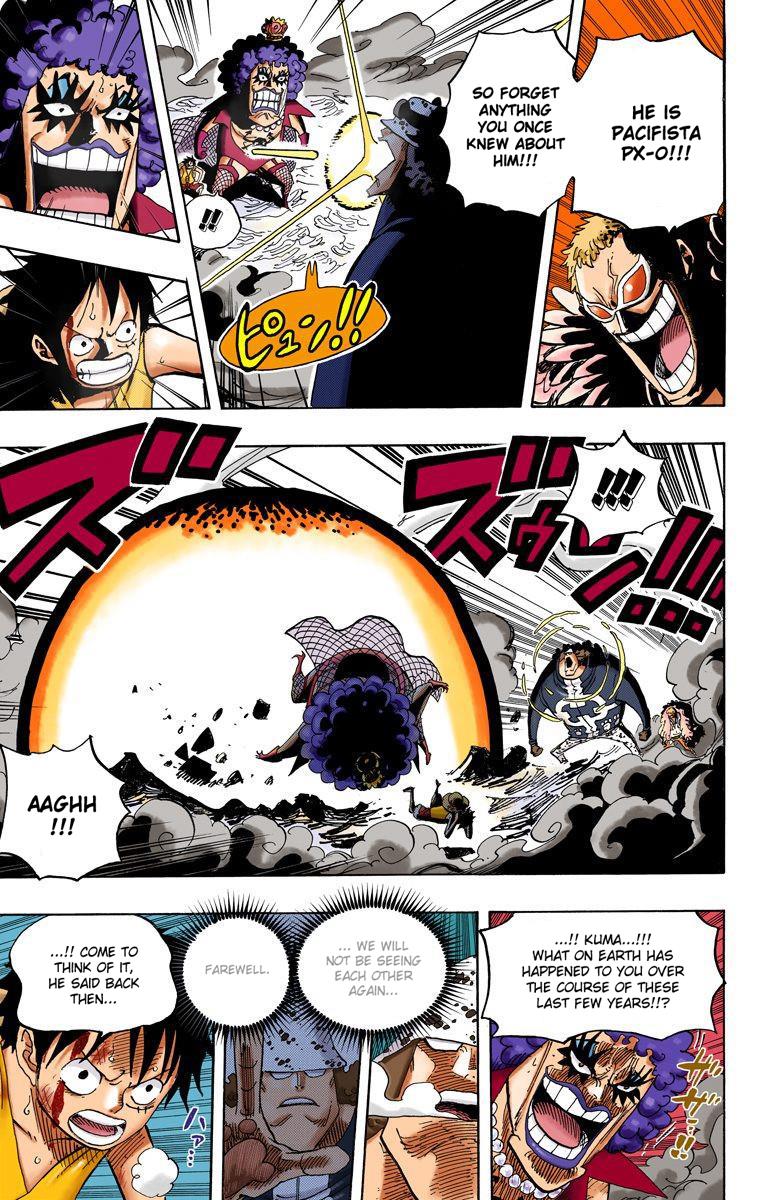 HE IS
PACIFISTA
PX-0!!!
SO FORGET
ANYTHING
YOU ONCE
KNEW ABOUT
HIM!!!
!!
ピュン!!
!!!
ズウン!!!
ズズ
AAGHH
!!!
...!! KUMA...!!!
WHAT ON EARTH HAS
HAPPENED TO YOU OVER
THE COURSE OF THESE
LAST FEW YEARS!!?
ザザ!!
... WE WILL
NOT BE SEEING
EACH OTHER
AGAIN...
FAREWELL.
...!! COME TO
THINK OF IT,
HE SAID BACK
THEN...
ハァ…